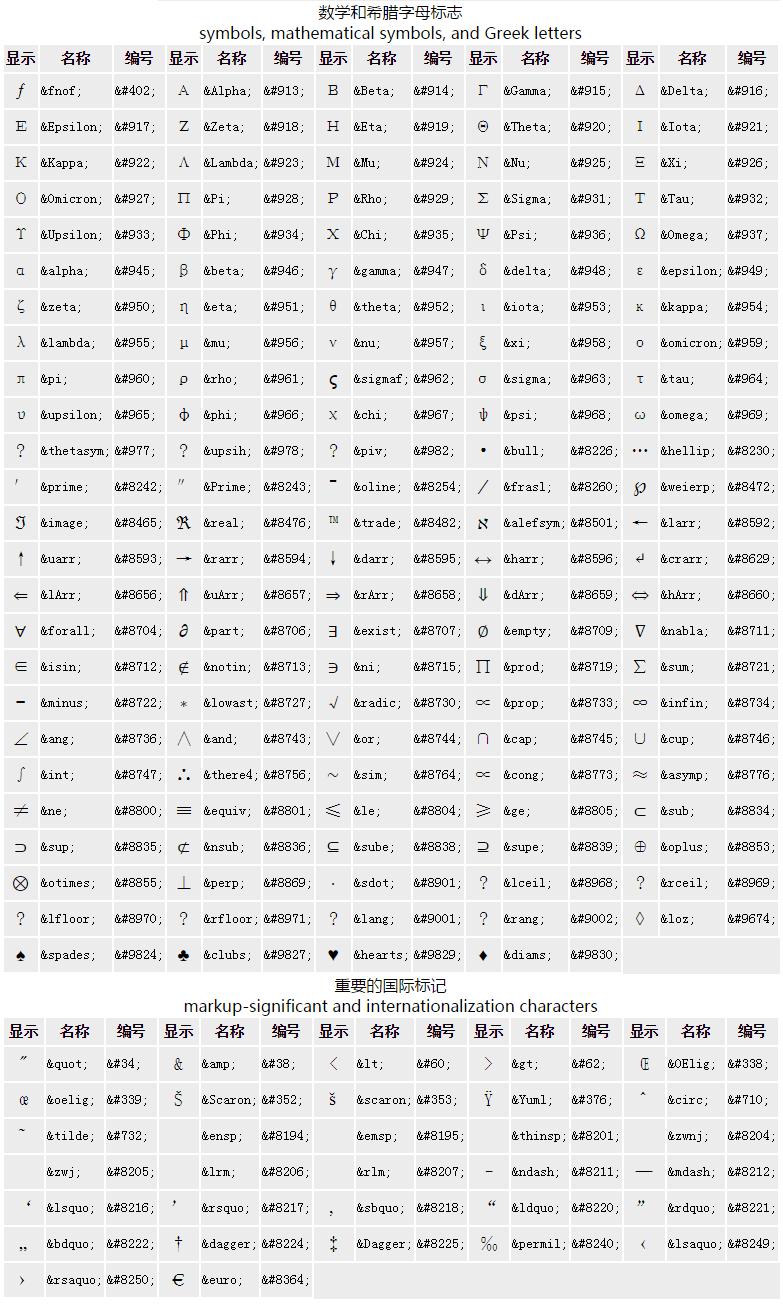 数学和希腊字母标志
symbols, mathematical symbols, and Greek letters
显示 名称 编号 显示 名称 编号 显示 名称 编号 显示 名称 编号 显示 名称 编号
ƒ &fnof; &#402; Α &Alpha; &#913; Β &Beta; &#914; Γ &Gamma; &#915; Δ &Delta; &#916;
Ε &Epsilon; &#917; Ζ &Zeta; &#918; Η &Eta; &#919; Θ &Theta; &#920; Ι &Iota; &#921;
Κ &Kappa; &#922; Λ &Lambda; &#923; Μ &Mu; &#924; Ν &Nu; &#925; Ξ &Xi; &#926;
Ο &Omicron; &#927; Π &Pi; &#928; Ρ &Rho; &#929; Σ &Sigma; &#931; Τ &Tau; &#932;
Υ &Upsilon; &#933; Φ &Phi; &#934; Χ &Chi; &#935; Ψ &Psi; &#936; Ω &Omega; &#937;
α &alpha; &#945; β &beta; &#946; γ &gamma; &#947; δ &delta; &#948; ε &epsilon; &#949;
ζ &zeta; &#950; η &eta; &#951; θ &theta; &#952; ι &iota; &#953; κ &kappa; &#954;
λ &lambda; &#955; μ &mu; &#956; ν &nu; &#957; ξ &xi; &#958; ο &omicron; &#959;
π &pi; &#960; ρ &rho; &#961; ς &sigmaf; &#962; σ &sigma; &#963; τ &tau; &#964;
υ &upsilon; &#965; φ &phi; &#966; χ &chi; &#967; ψ &psi; &#968; ω &omega; &#969;
? &thetasym; &#977; ? &upsih; &#978; ? &piv; &#982; • &bull; &#8226; … &hellip; &#8230;
′ &prime; &#8242; ″ &Prime; &#8243; ‾ &oline; &#8254; ⁄ &frasl; &#8260; ℘ &weierp; &#8472;
ℑ &image; &#8465; ℜ &real; &#8476; ™ &trade; &#8482; ℵ &alefsym; &#8501; ← &larr; &#8592;
↑ &uarr; &#8593; → &rarr; &#8594; ↓ &darr; &#8595; ↔ &harr; &#8596; ↵ &crarr; &#8629;
⇐ &lArr; &#8656; ⇑ &uArr; &#8657; ⇒ &rArr; &#8658; ⇓ &dArr; &#8659; ⇔ &hArr; &#8660;
∀ &forall; &#8704; ∂ &part; &#8706; ∃ &exist; &#8707; ∅ &empty; &#8709; ∇ &nabla; &#8711;
∈ &isin; &#8712; ∉ &notin; &#8713; ∋ &ni; &#8715; ∏ &prod; &#8719; ∑ &sum; &#8721;
− &minus; &#8722; ∗ &lowast; &#8727; √ &radic; &#8730; ∝ &prop; &#8733; ∞ &infin; &#8734;
∠ &ang; &#8736; ∧ &and; &#8743; ∨ &or; &#8744; ∩ &cap; &#8745; ∪ &cup; &#8746;
∫ &int; &#8747; ∴ &there4; &#8756; ∼ &sim; &#8764; ∝ &cong; &#8773; ≈ &asymp; &#8776;
≠ &ne; &#8800; ≡ &equiv; &#8801; ≤ &le; &#8804; ≥ &ge; &#8805; ⊂ &sub; &#8834;
⊃ &sup; &#8835; ⊄ &nsub; &#8836; ⊆ &sube; &#8838; ⊇ &supe; &#8839; ⊕ &oplus; &#8853;
⊗ &otimes; &#8855; ⊥ &perp; &#8869; ⋅ &sdot; &#8901; ? &lceil; &#8968; ? &rceil; &#8969;
? &lfloor; &#8970; ? &rfloor; &#8971; ? &lang; &#9001; ? &rang; &#9002; ◊ &loz; &#9674;
♠ &spades; &#9824; ♣ &clubs; &#9827; ♥ &hearts; &#9829; ♦ &diams; &#9830;
重要的国际标记
markup-significant and internationalization characters
显示 名称 编号 显示 名称 编号 显示 名称 编号 显示 名称 编号 显示 名称 编号
" &quot; &#34; & &amp; &#38; < &lt; &#60; > &gt; &#62; Œ &OElig; &#338;
œ &oelig; &#339; Š &Scaron; &#352; š &scaron; &#353; Ÿ &Yuml; &#376; ˆ &circ; &#710;
˜ &tilde; &#732; &ensp; &#8194; &emsp; &#8195; &thinsp; &#8201; &zwnj; &#8204;
&zwj; &#8205; &lrm; &#8206; &rlm; &#8207; – &ndash; &#8211; — &mdash; &#8212;
‘ &lsquo; &#8216; ’ &rsquo; &#8217; ‚ &sbquo; &#8218; “ &ldquo; &#8220; ” &rdquo; &#8221;
„ &bdquo; &#8222; † &dagger; &#8224; ‡ &Dagger; &#8225; ‰ &permil; &#8240; ‹ &lsaquo; &#8249;
› &rsaquo; &#8250; € &euro; &#8364;